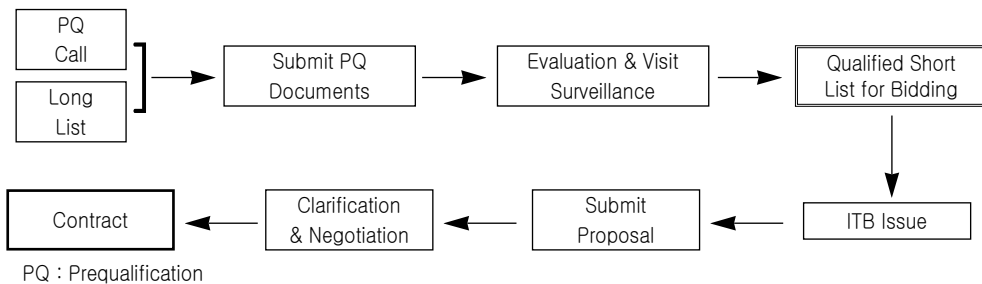 PQ
Call
Long
List
Submit PQ
Documents
Evaluation & Visit
Surveillance
Qualified Short
List for Bidding
ITB Issue
Submit
Proposal
Clarification
& Negotiation
Contract
PQ : Prequalification